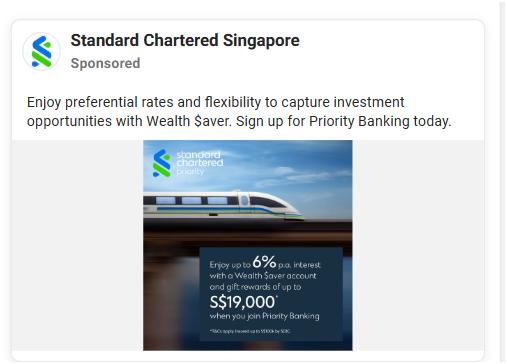 Standard Chartered Singapore
Sponsored
Enjoy preferential rates and flexibility to capture investment
opportunities with Wealth $aver. Sign up for Priority Banking today.
standard
chartered
priority
Enjoy up to 6% p.a. interest
with a Wealth $aver account
and gift rewards of up to
S$19,000*
when you join Priority Banking
*T&Cs apply. Insured up to S$100k by SDIC.